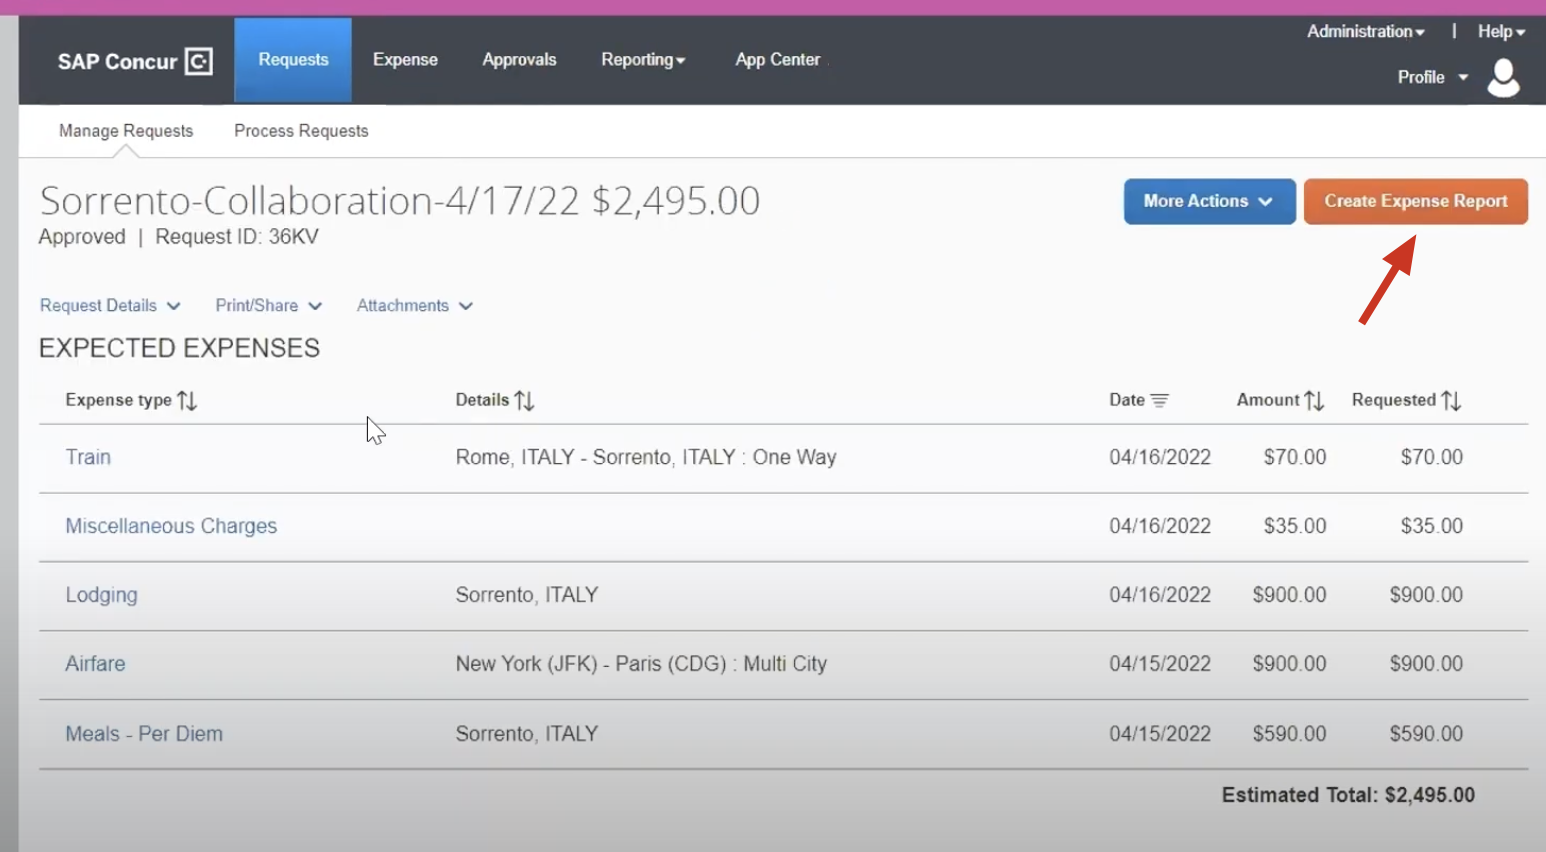 Administration | Help
SAP Concur C Requests Expense Approvals Reporting App Center
Profile
Manage Requests Process Requests
Sorrento-Collaboration-4/17/22 $2,495.00
More Actions Create Expense Report
Approved | Request ID: 36KV
Request Details Print/Share Attachments
EXPECTED EXPENSES
Expense type Details Date Amount Requested
Train Rome, ITALY - Sorrento, ITALY : One Way 04/16/2022 $70.00 $70.00
Miscellaneous Charges 04/16/2022 $35.00 $35.00
Lodging Sorrento, ITALY 04/16/2022 $900.00 $900.00
Airfare New York (JFK) - Paris (CDG) : Multi City 04/15/2022 $900.00 $900.00
Meals - Per Diem Sorrento, ITALY 04/15/2022 $590.00 $590.00
Estimated Total: $2,495.00